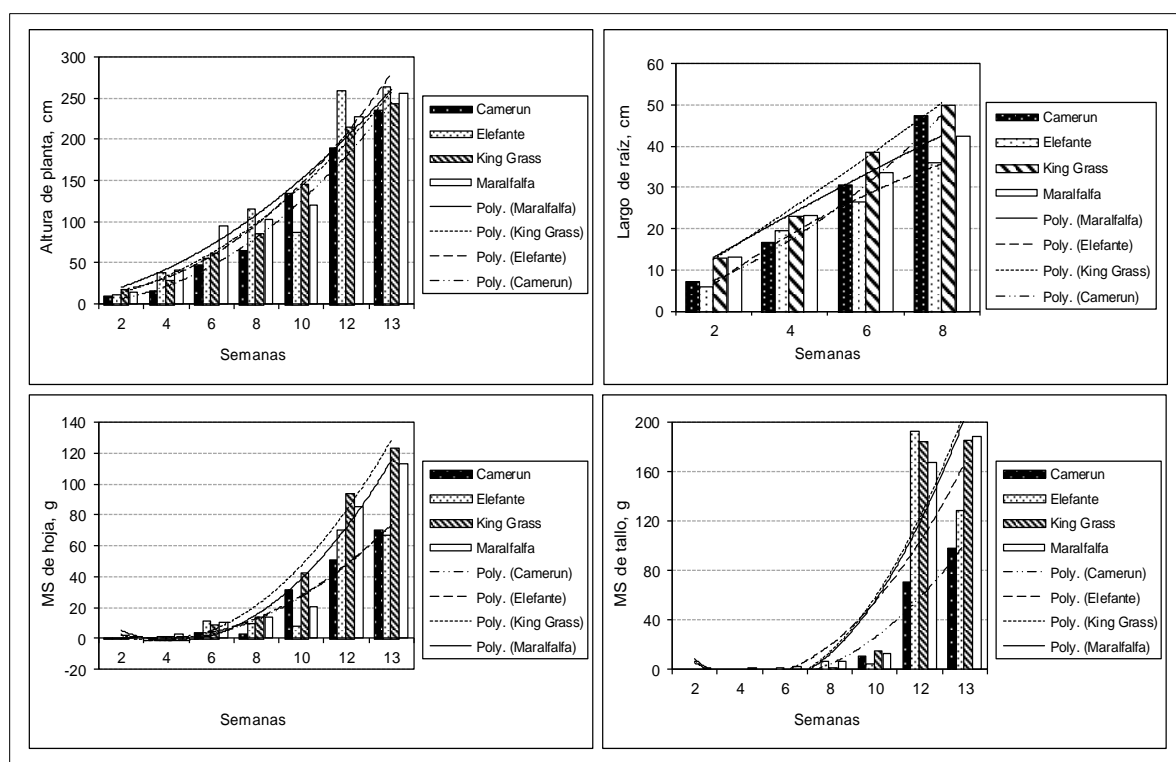 Altura de planta, cm
300
250
200
150
100
50
0
2 4 6 8 10 12 13
Semanas
Camerun
Elefante
King Grass
Maralfalfa
Poly. (Maralfalfa)
Poly. (King Grass)
Poly. (Elefante)
Poly. (Camerun)
Largo de raíz, cm
60
50
40
30
20
10
0
2 4 6 8
Semanas
Camerun
Elefante
King Grass
Maralfalfa
Poly. (Maralfalfa)
Poly. (Elefante)
Poly. (King Grass)
Poly. (Camerun)
MS de hoja, g
140
120
100
80
60
40
20
0
-20
2 4 6 8 10 12 13
Semanas
Camerun
Elefante
King Grass
Maralfalfa
Poly. (Camerun)
Poly. (Elefante)
Poly. (King Grass)
Poly. (Maralfalfa)
MS de tallo, g
200
160
120
80
40
0
2 4 6 8 10 12 13
Semanas
Camerun
Elefante
King Grass
Maralfalfa
Poly. (Camerun)
Poly. (Elefante)
Poly. (King Grass)
Poly. (Maralfalfa)